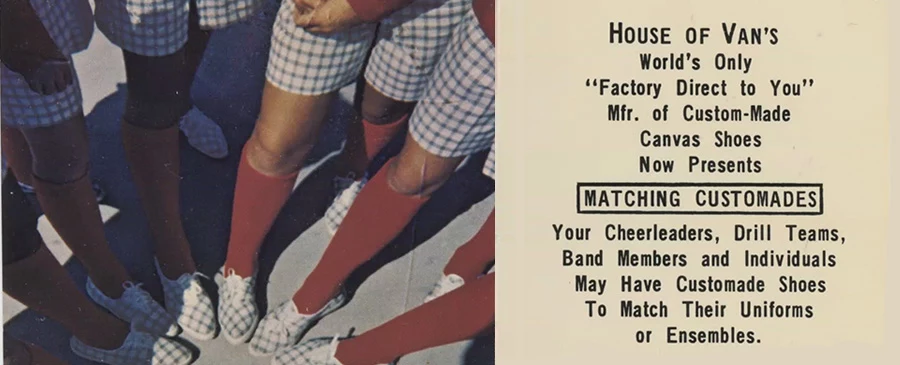 House of Van's
World's Only
"Factory Direct to You"
Mfr. of Custom-Made
Canvas Shoes
Now Presents
MATCHING CUSTOMADES
Your Cheerleaders, Drill Teams,
Band Members and Individuals
May Have Customade Shoes
To Match Their Uniforms
or Ensembles.